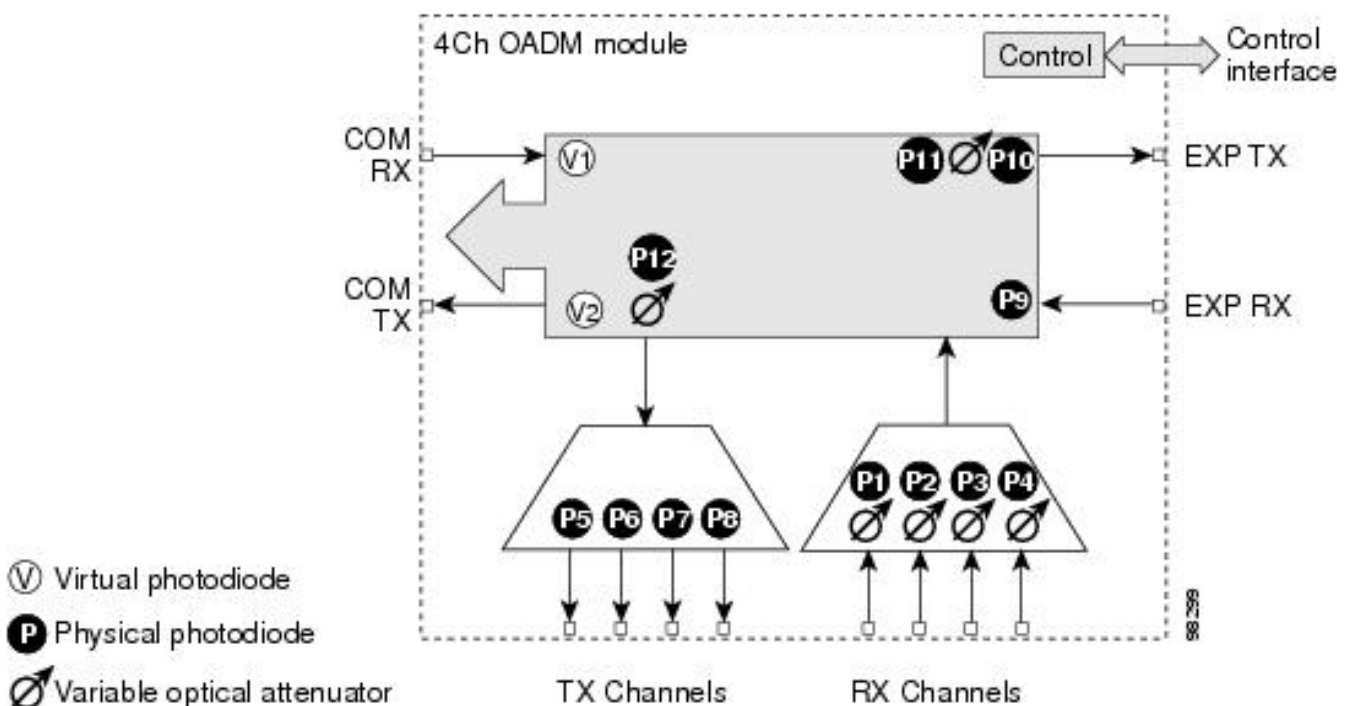 4Ch OADM module
Control
Control
interface
COM
RX
V1
P11
P10
EXP TX
P12
COM
TX
V2
P9
EXP RX
P1
P2
P3
P4
P5
P6
P7
P8
V Virtual photodiode
P Physical photodiode
Variable optical attenuator
TX Channels
RX Channels
98299